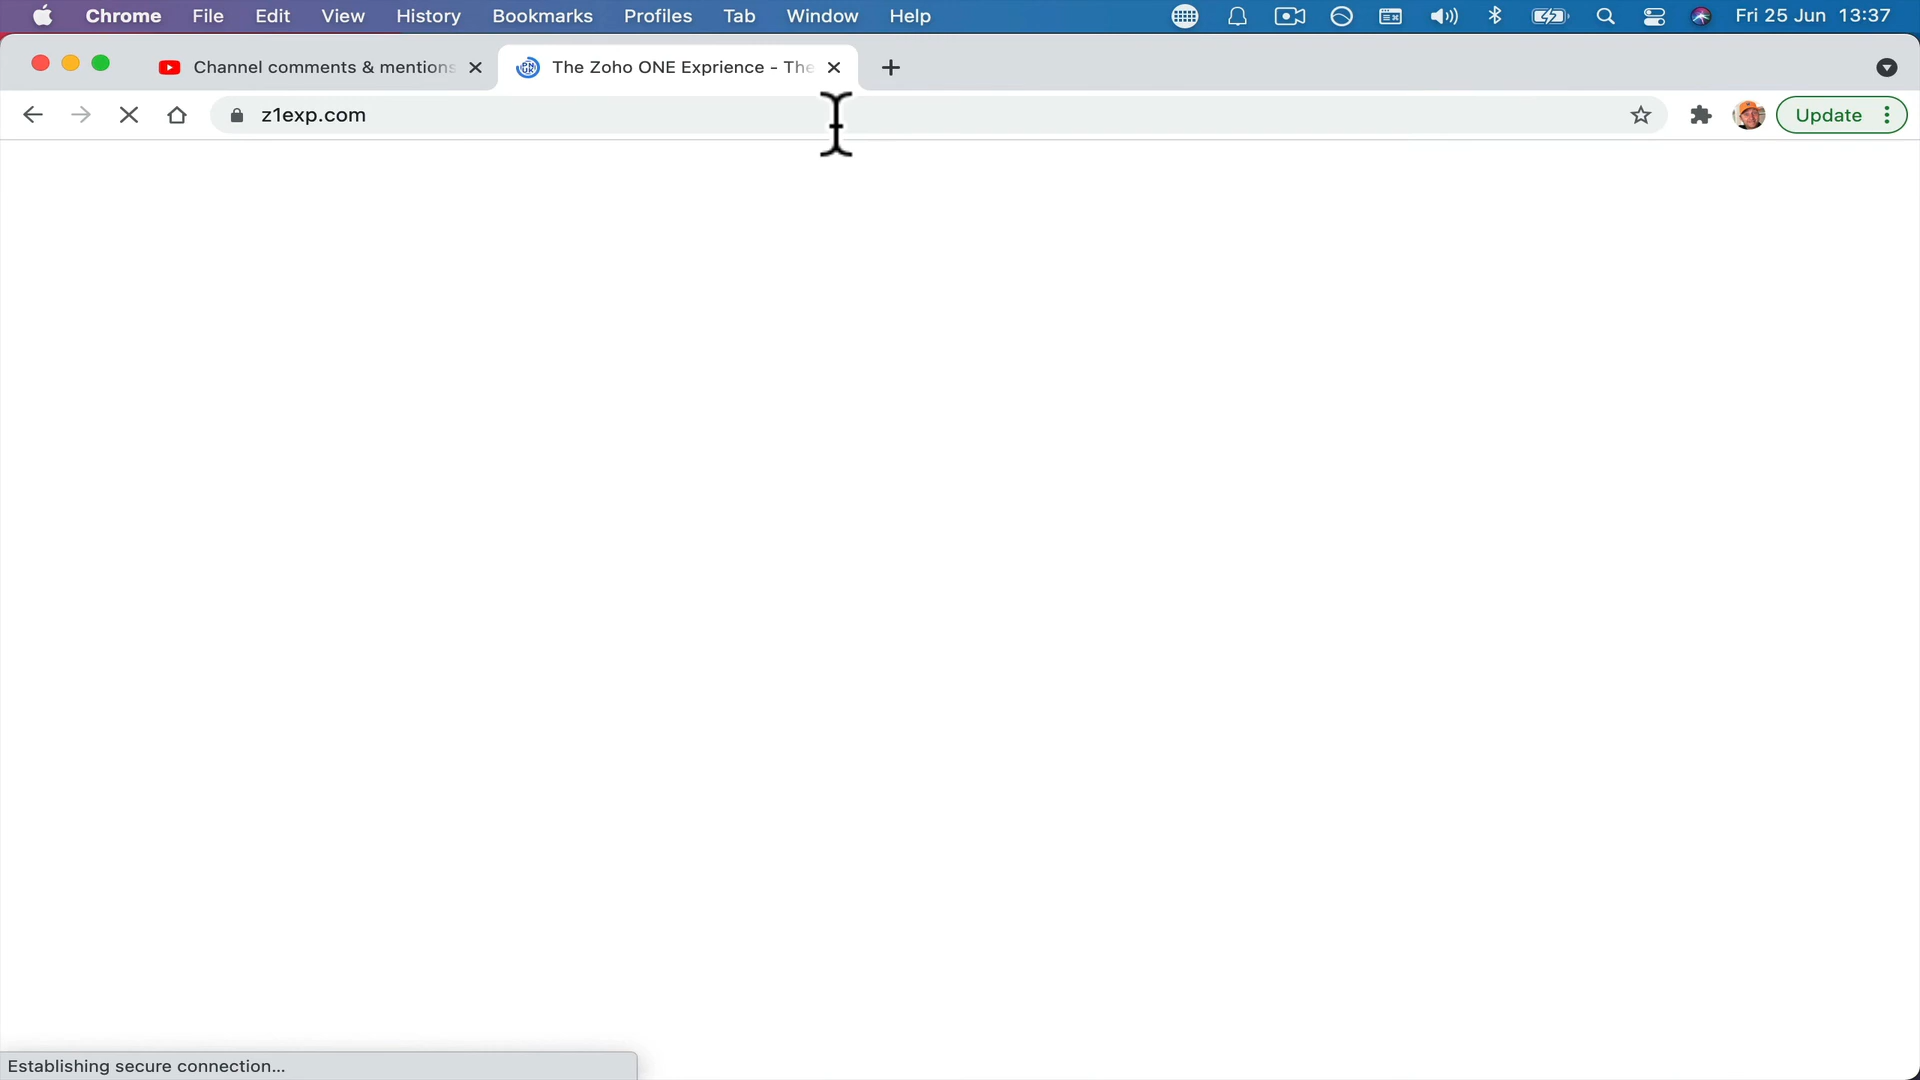 Chrome File Edit View History Bookmarks Profiles Tab Window Help Fri 25 Jun 13:37
Channel comments & mentions The Zoho ONE Exprience - The
z1exp.com Update
Establishing secure connection...